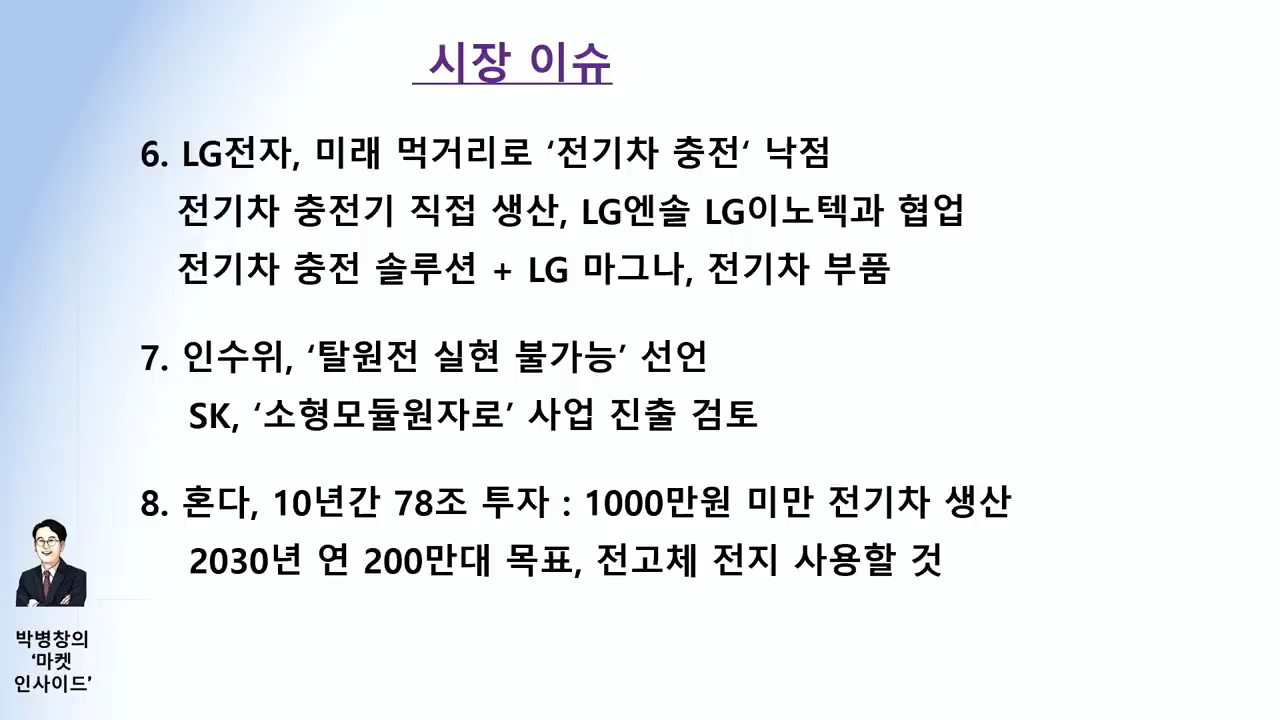 시장 이슈
6. LG전자, 미래 먹거리로 ‘전기차 충전‘ 낙점
전기차 충전기 직접 생산, LG엔솔 LG이노텍과 협업
전기차 충전 솔루션 + LG 마그나, 전기차 부품
7. 인수위, ‘탈원전 실현 불가능’ 선언
SK, ‘소형모듈원자로’ 사업 진출 검토
8. 혼다, 10년간 78조 투자 : 1000만원 미만 전기차 생산
2030년 연 200만대 목표, 전고체 전지 사용할 것
박병창의
‘마켓
인사이드’